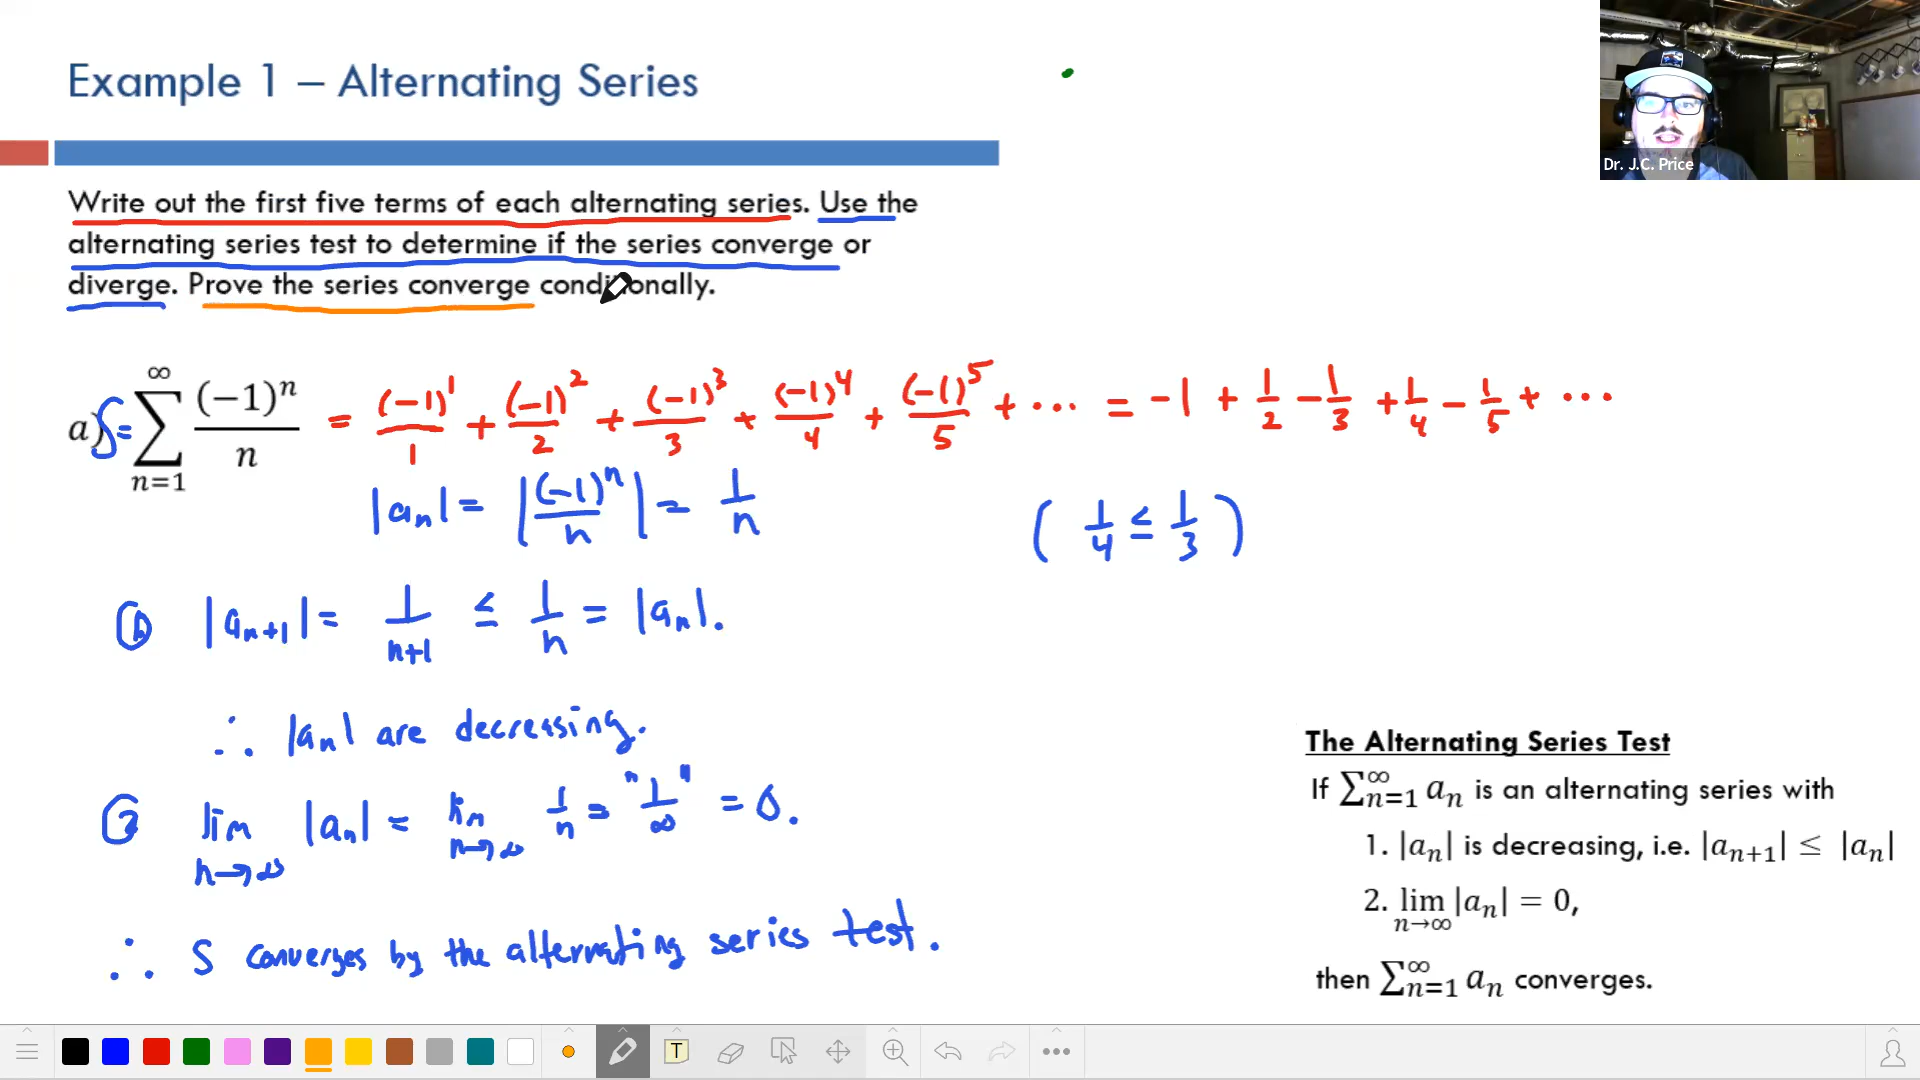 Example 1 – Alternating Series
Dr. J.C. Price
Write out the first five terms of each alternating series. Use the
alternating series test to determine if the series converge or
diverge. Prove the series converge conditionally.
a) S = ∑_{n=1}^{∞} (−1)^n / n = (−1)^1/1 + (−1)^2/2 + (−1)^3/3 + (−1)^4/4 + (−1)^5/5 + ⋯ = −1 + 1/2 − 1/3 + 1/4 − 1/5 + ⋯
|a_n| = |(−1)^n / n| = 1/n
( 1/4 ≤ 1/3 )
① |a_{n+1}| = 1/(n+1) ≤ 1/n = |a_n|.
∴ |a_n| are decreasing.
② lim_{n→∞} |a_n| = lim_{n→∞} 1/n = "1/∞" = 0.
∴ S converges by the alternating series test.
The Alternating Series Test
If ∑_{n=1}^{∞} a_n is an alternating series with
1. |a_n| is decreasing, i.e. |a_{n+1}| ≤ |a_n|
2. lim_{n→∞} |a_n| = 0,
then ∑_{n=1}^{∞} a_n converges.
T